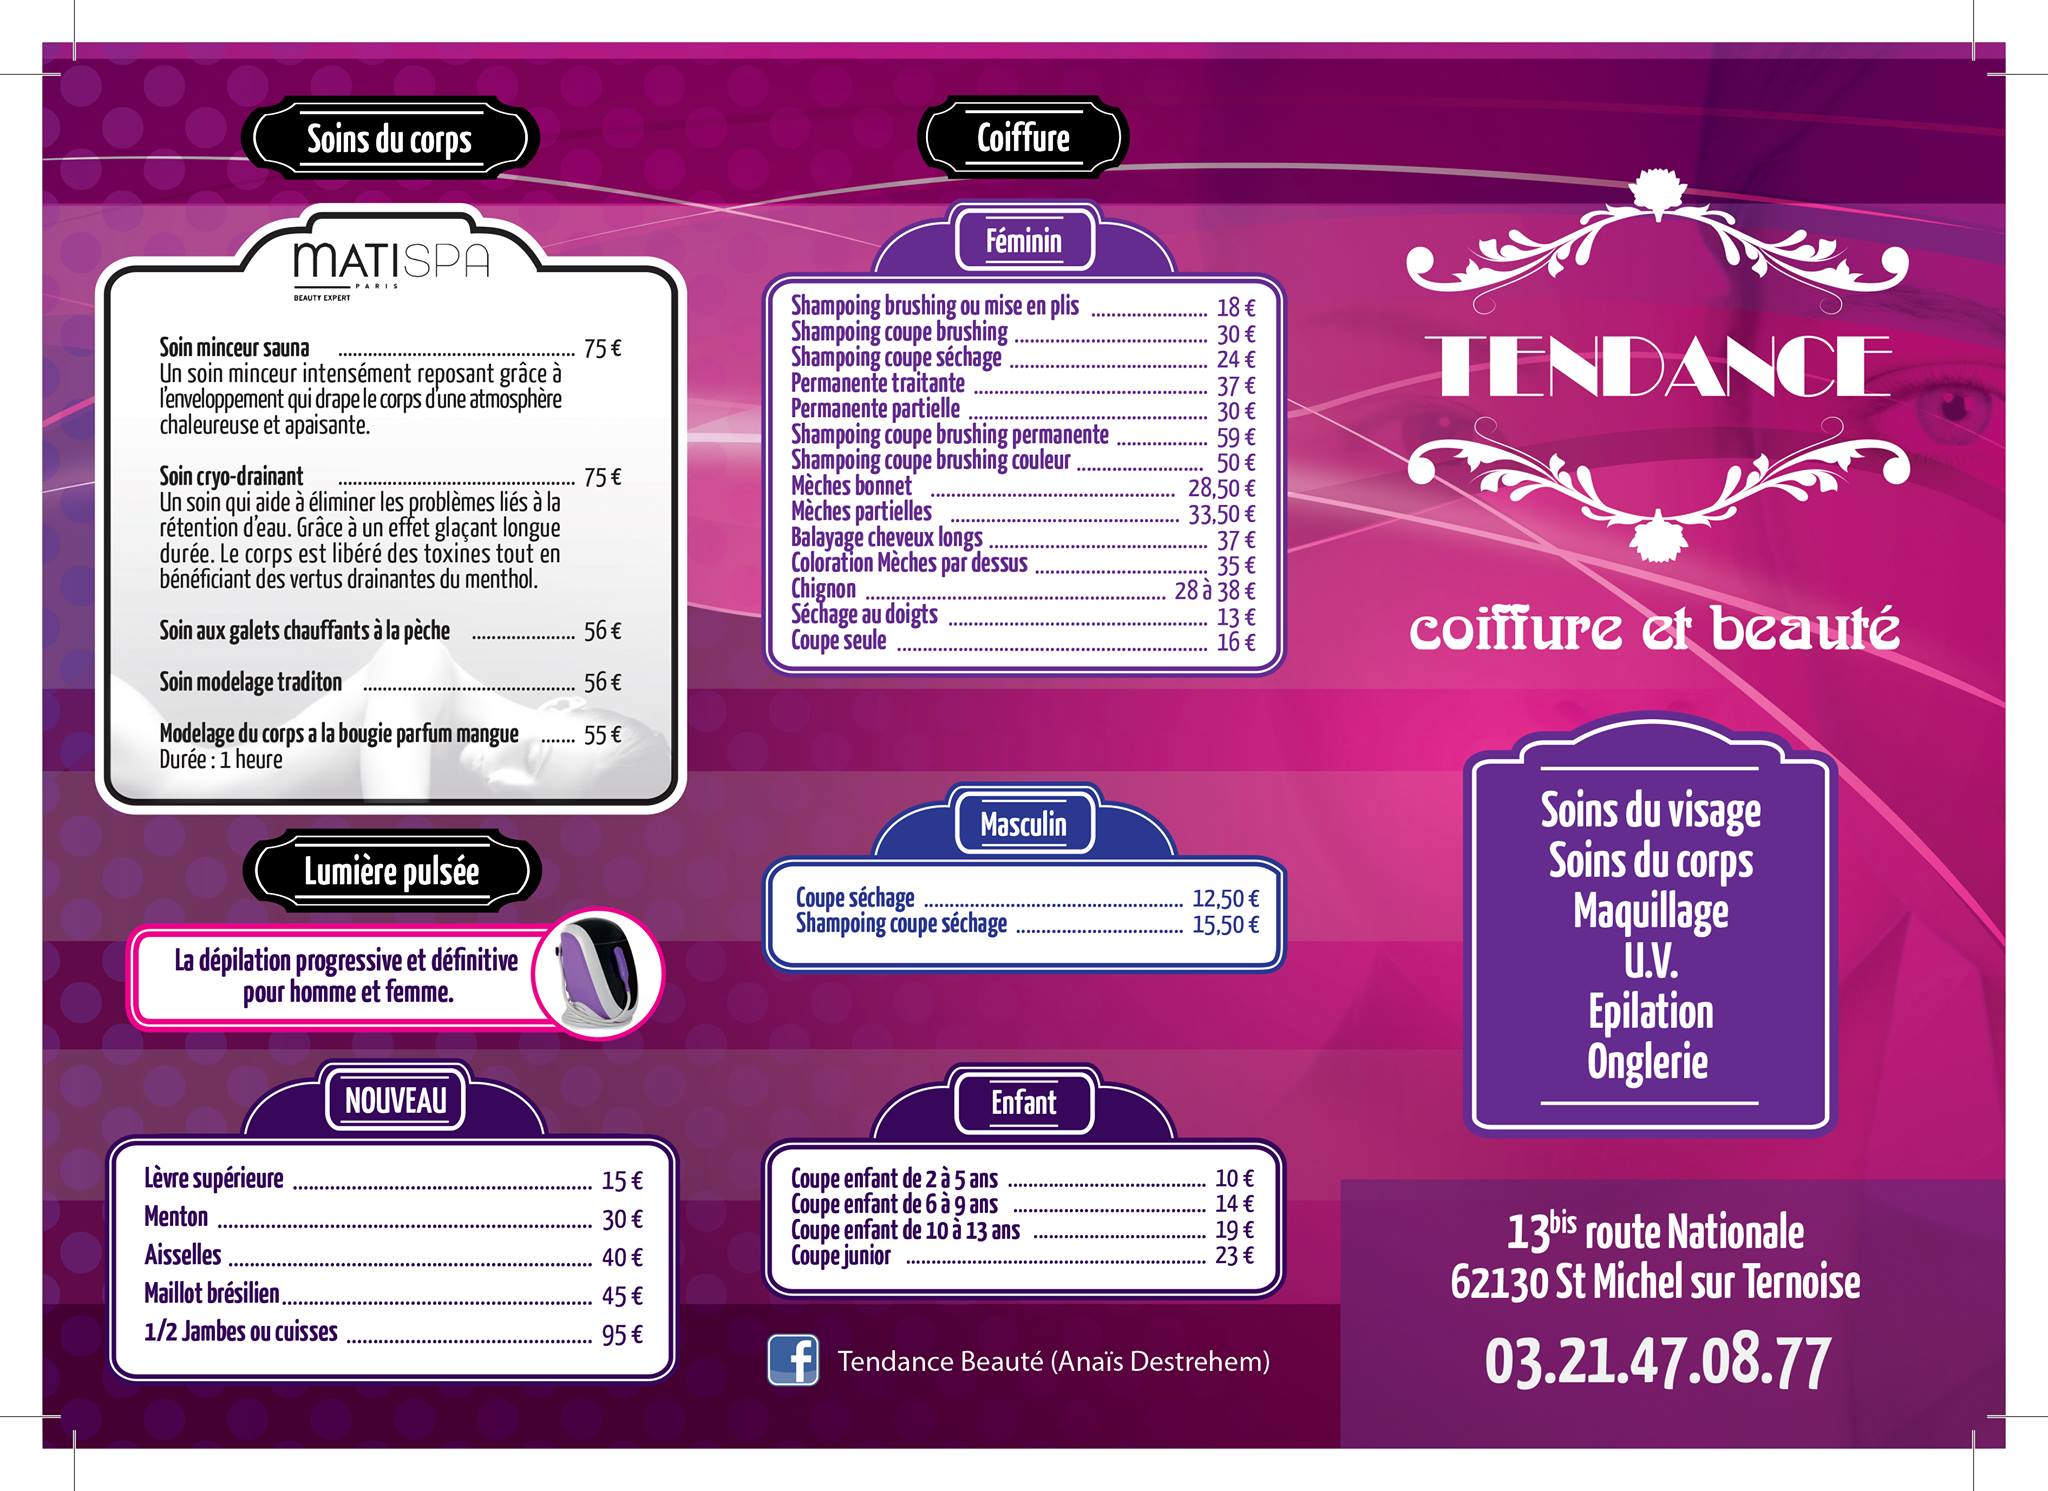 Soins du corps
MATISPA
PARIS
BEAUTY EXPERT
Soin minceur sauna ............................................. 75 €
Un soin minceur intensément reposant grâce à
l'enveloppement qui drape le corps d'une atmosphère
chaleureuse et apaisante.
Soin cryo-drainant ............................................. 75 €
Un soin qui aide à éliminer les problèmes liés à la
rétention d'eau. Grâce à un effet glaçant longue
durée. Le corps est libéré des toxines tout en
bénéficiant des vertus drainantes du menthol.
Soin aux galets chauffants à la pèche .................... 56 €
Soin modelage traditon ......................................... 56 €
Modelage du corps a la bougie parfum mangue ....... 55 €
Durée : 1 heure
Lumière pulsée
La dépilation progressive et définitive
pour homme et femme.
NOUVEAU
Lèvre supérieure .......................................................... 15 €
Menton ......................................................................... 30 €
Aisselles ....................................................................... 40 €
Maillot brésilien ............................................................ 45 €
1/2 Jambes ou cuisses ................................................ 95 €
Coiffure
Féminin
Shampoing brushing ou mise en plis ...................... 18 €
Shampoing coupe brushing ..................................... 30 €
Shampoing coupe séchage ...................................... 24 €
Permanente traitante ............................................. 37 €
Permanente partielle .............................................. 30 €
Shampoing coupe brushing permanente ................. 59 €
Shampoing coupe brushing couleur ........................ 50 €
Mèches bonnet ............................................... 28,50 €
Mèches partielles ............................................ 33,50 €
Balayage cheveux longs .......................................... 37 €
Coloration Mèches par dessus ................................. 35 €
Chignon .......................................................... 28 à 38 €
Séchage au doigts .................................................. 13 €
Coupe seule ............................................................ 16 €
Masculin
Coupe séchage .................................................. 12,50 €
Shampoing coupe séchage ................................ 15,50 €
Enfant
Coupe enfant de 2 à 5 ans ...................................... 10 €
Coupe enfant de 6 à 9 ans ..................................... 14 €
Coupe enfant de 10 à 13 ans ................................. 19 €
Coupe junior .......................................................... 23 €
Tendance Beauté (Anaïs Destrehem)
TENDANCE
coiffure et beauté
Soins du visage
Soins du corps
Maquillage
U.V.
Epilation
Onglerie
13bis route Nationale
62130 St Michel sur Ternoise
03.21.47.08.77